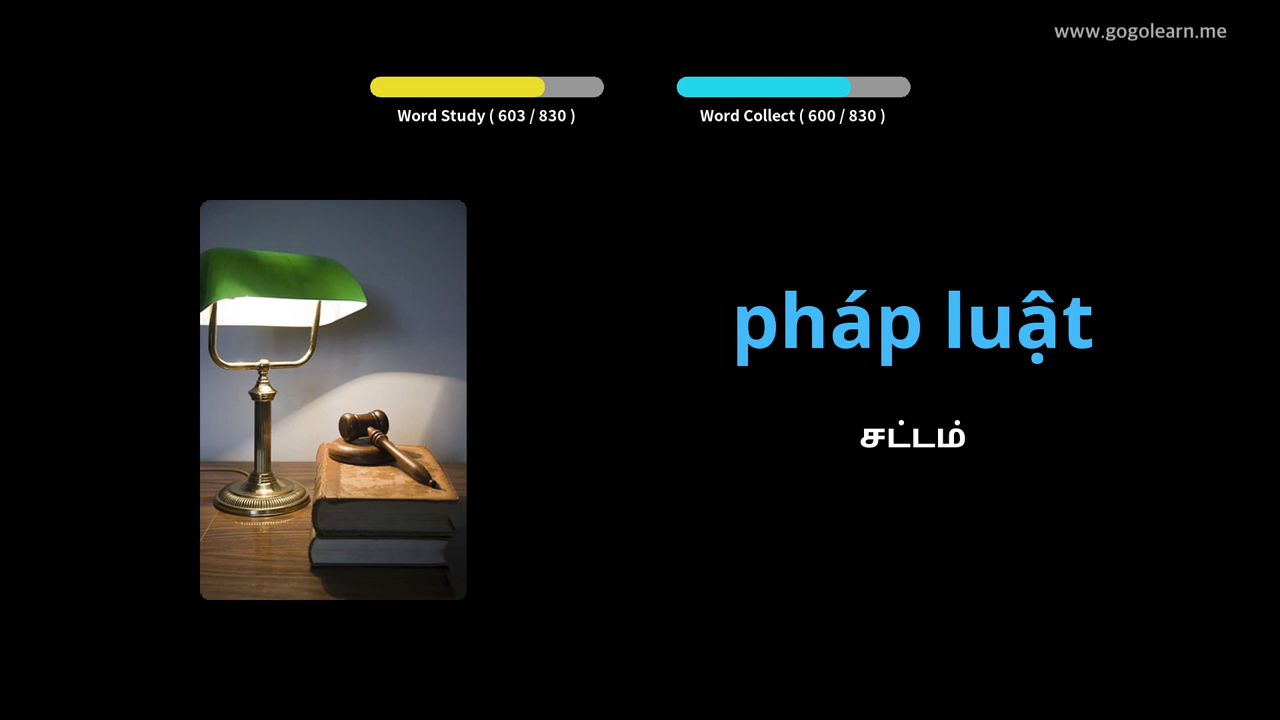 www.gogolearn.me
Word Study ( 603 / 830 )
Word Collect ( 600 / 830 )
pháp luật
சட்டம்